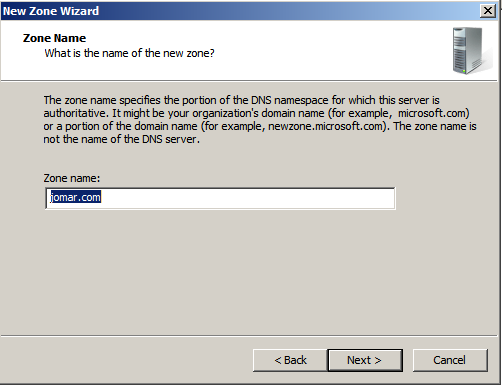 New Zone Wizard
Zone Name
What is the name of the new zone?
The zone name specifies the portion of the DNS namespace for which this server is
authoritative. It might be your organization's domain name (for example, microsoft.com)
or a portion of the domain name (for example, newzone.microsoft.com). The zone name is
not the name of the DNS server.
Zone name:
jomar.com
< Back Next > Cancel